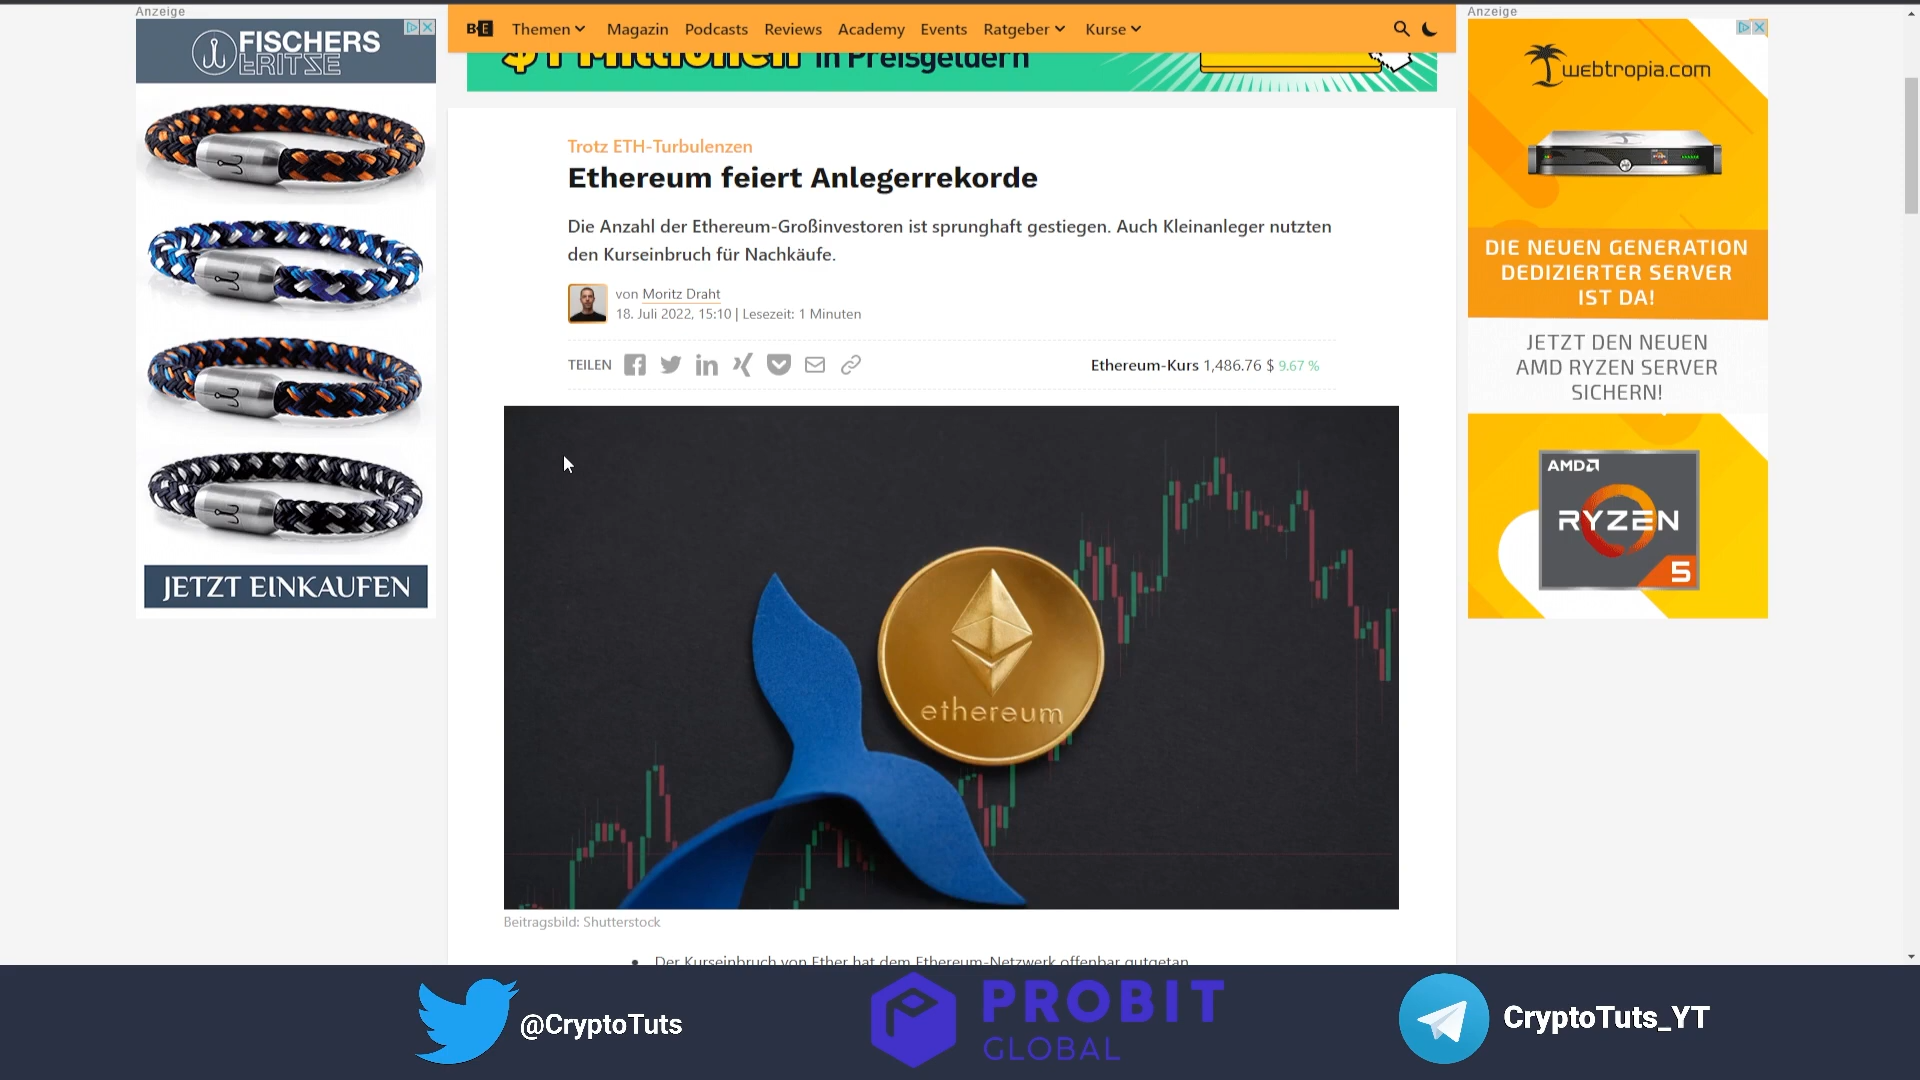 Anzeige
FISCHERS
FRITZE
JETZT EINKAUFEN
Themen Magazin Podcasts Reviews Academy Events Ratgeber Kurse
$1 Millionen in Preisgeldern
Trotz ETH-Turbulenzen
Ethereum feiert Anlegerrekorde
Die Anzahl der Ethereum-Großinvestoren ist sprunghaft gestiegen. Auch Kleinanleger nutzten
den Kurseinbruch für Nachkäufe.
von Moritz Draht
18. Juli 2022, 15:10 | Lesezeit: 1 Minuten
TEILEN
Ethereum-Kurs 1,486.76 $ 9.67 %
ethereum
Beitragsbild: Shutterstock
Der Kurseinbruch von Ether hat dem Ethereum-Netzwerk offenbar gutgetan
Anzeige
webtropia.com
DIE NEUEN GENERATION
DEDIZIERTER SERVER
IST DA!
JETZT DEN NEUEN
AMD RYZEN SERVER
SICHERN!
AMD
RYZEN
5
@CryptoTuts
PROBIT
GLOBAL
CryptoTuts_YT